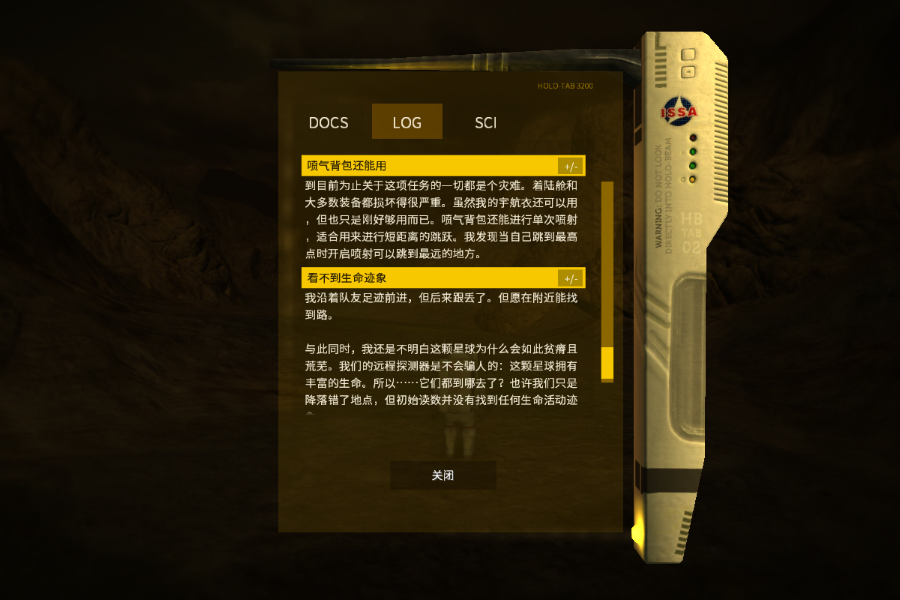 HOLO-TAB 3200
DOCS
LOG
SCI
喷气背包还能用
+/-
到目前为止关于这项任务的一切都是个灾难。着陆舱和
大多数装备都损坏得很严重。虽然我的宇航衣还可以用
，但也只是刚好够用而已。喷气背包还能进行单次喷射
，适合用来进行短距离的跳跃。我发现当自己跳到最高
点时开启喷射可以跳到最远的地方。
看不到生命迹象
+/-
我沿着队友足迹前进，但后来跟丢了。但愿在附近能找
到路。
与此同时，我还是不明白这颗星球为什么会如此贫瘠且
荒芜。我们的远程探测器是不会骗人的：这颗星球拥有
丰富的生命。所以……它们都到哪去了？也许我们只是
降落错了地点，但初始读数并没有找到任何生命活动迹
关闭
ISSA
WARNING: DO NOT LOOK
DIRECTLY INTO HOLO-BEAM
HB
TAB
02